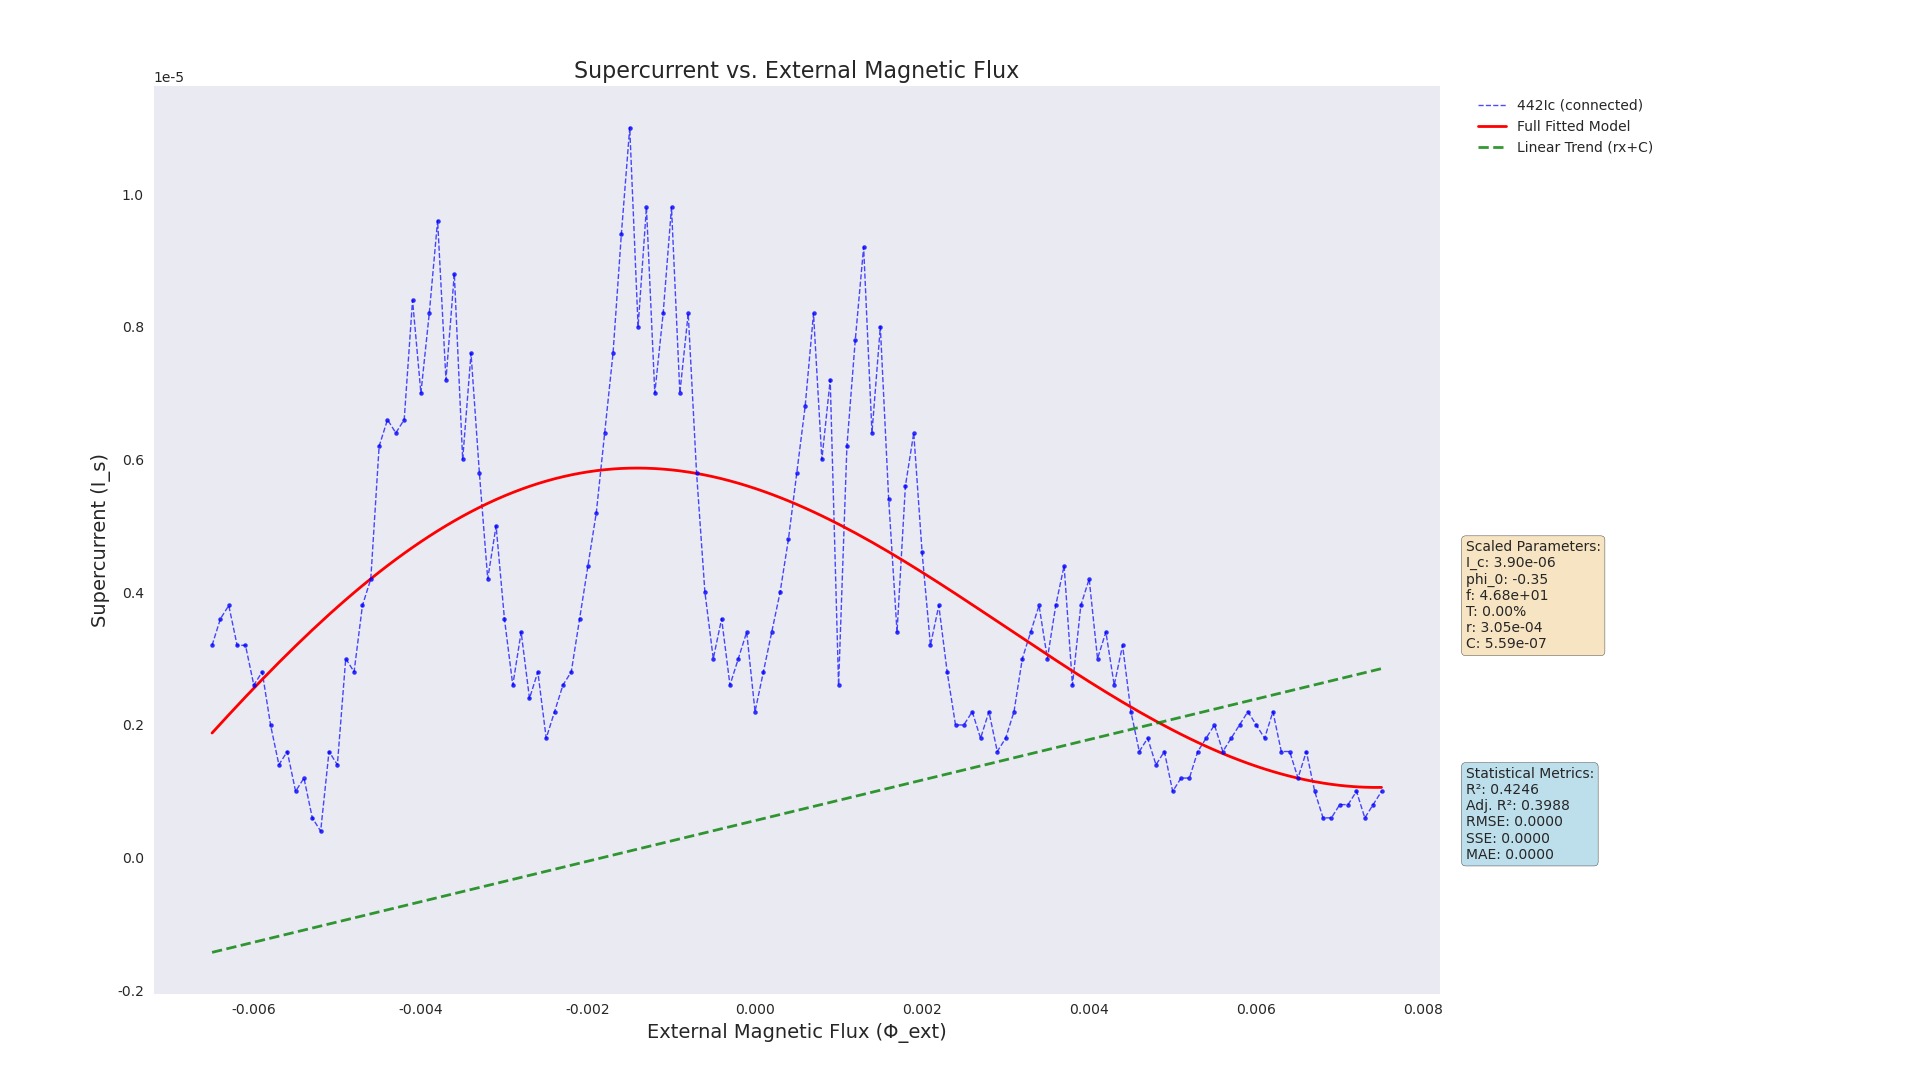 Supercurrent vs. External Magnetic Flux
1e-5
1.0
0.8
0.6
0.4
0.2
0.0
-0.2
Supercurrent (I_s)
-0.006
-0.004
-0.002
0.000
0.002
0.004
0.006
0.008
External Magnetic Flux (Φ_ext)
442Ic (connected)
Full Fitted Model
Linear Trend (rx+C)
Scaled Parameters:
I_c: 3.90e-06
phi_0: -0.35
f: 4.68e+01
T: 0.00%
r: 3.05e-04
C: 5.59e-07
Statistical Metrics:
R²: 0.4246
Adj. R²: 0.3988
RMSE: 0.0000
SSE: 0.0000
MAE: 0.0000